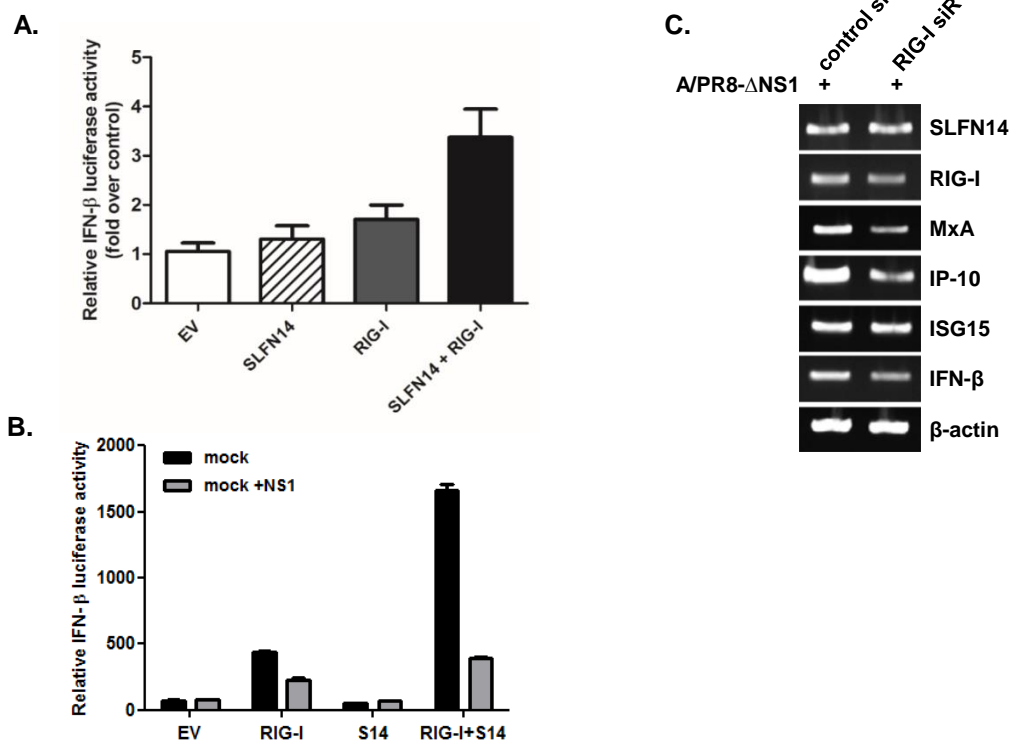 A.
Relative IFN-β luciferase activity
(fold over control)
5
4
3
2
1
0
EV
SLFN14
RIG-I
SLFN14 + RIG-I
B.
Relative IFN- β luciferase activity
2000
1500
1000
500
0
mock
mock +NS1
EV
RIG-I
S14
RIG-I+S14
C.
control
RIG-I
A/PR8-ΔNS1 + +
SLFN14
RIG-I
MxA
IP-10
ISG15
IFN-β
β-actin